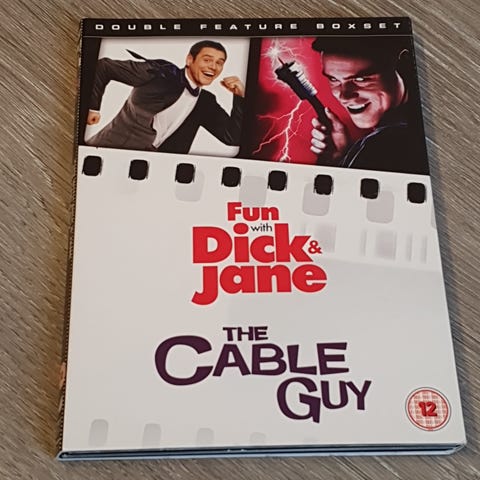 DOUBLE FEATURE BOXSET
Fun
with
Dick &
Jane
THE
CABLE
GUY
12